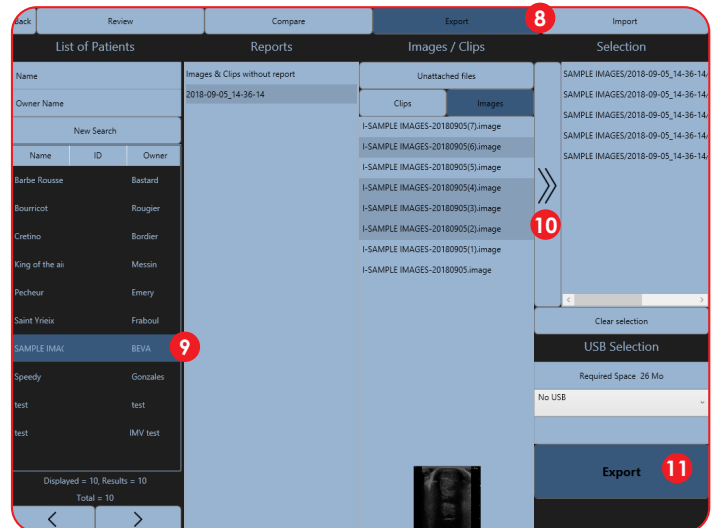 Back
Review
Compare
Export
8
Import
List of Patients
Reports
Images / Clips
Selection
Name
Owner Name
New Search
Name ID Owner
Barbe Rousse Bastard
Bourricot Rougier
Cretino Bordier
King of the ai Messin
Pecheur Emery
Saint Yrieix Fraboul
SAMPLE IMA BEVA
9
Speedy Gonzales
test test
test IMV test
Displayed = 10, Results = 10
Total = 10
Images & Clips without report
2018-09-05_14-36-14
Unattached files
Clips
Images
I-SAMPLE IMAGES-20180905(7).image
I-SAMPLE IMAGES-20180905(6).image
I-SAMPLE IMAGES-20180905(5).image
I-SAMPLE IMAGES-20180905(4).image
I-SAMPLE IMAGES-20180905(3).image
I-SAMPLE IMAGES-20180905(2).image
I-SAMPLE IMAGES-20180905(1).image
I-SAMPLE IMAGES-20180905.image
10
SAMPLE IMAGES/2018-09-05_14-36-14/
SAMPLE IMAGES/2018-09-05_14-36-14/
SAMPLE IMAGES/2018-09-05_14-36-14/
SAMPLE IMAGES/2018-09-05_14-36-14/
SAMPLE IMAGES/2018-09-05_14-36-14/
Clear selection
USB Selection
Required Space 26 Mo
No USB
Export
11